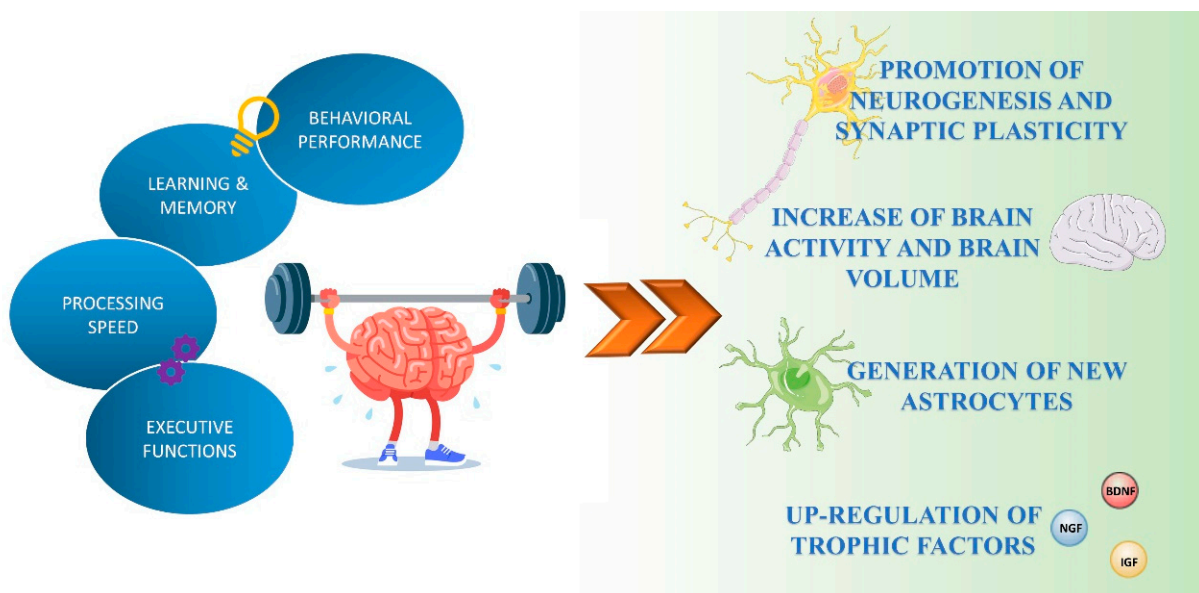 BEHAVIORAL
PERFORMANCE
LEARNING &
MEMORY
PROCESSING
SPEED
EXECUTIVE
FUNCTIONS
PROMOTION OF
NEUROGENESIS AND
SYNAPTIC PLASTICITY
INCREASE OF BRAIN
ACTIVITY AND BRAIN
VOLUME
GENERATION OF NEW
ASTROCYTES
UP-REGULATION OF
TROPHIC FACTORS
BDNF
NGF
IGF